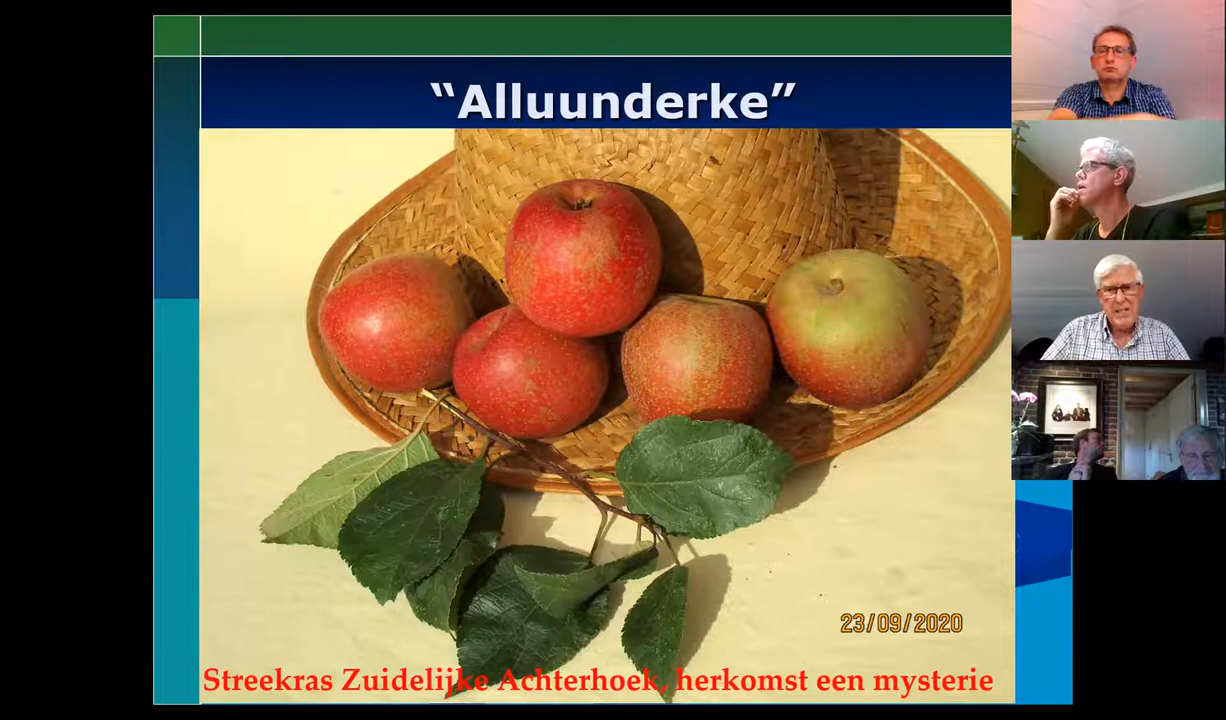 “Alluunderke”
23/09/2020
Streekras Zuidelijke Achterhoek, herkomst een mysterie